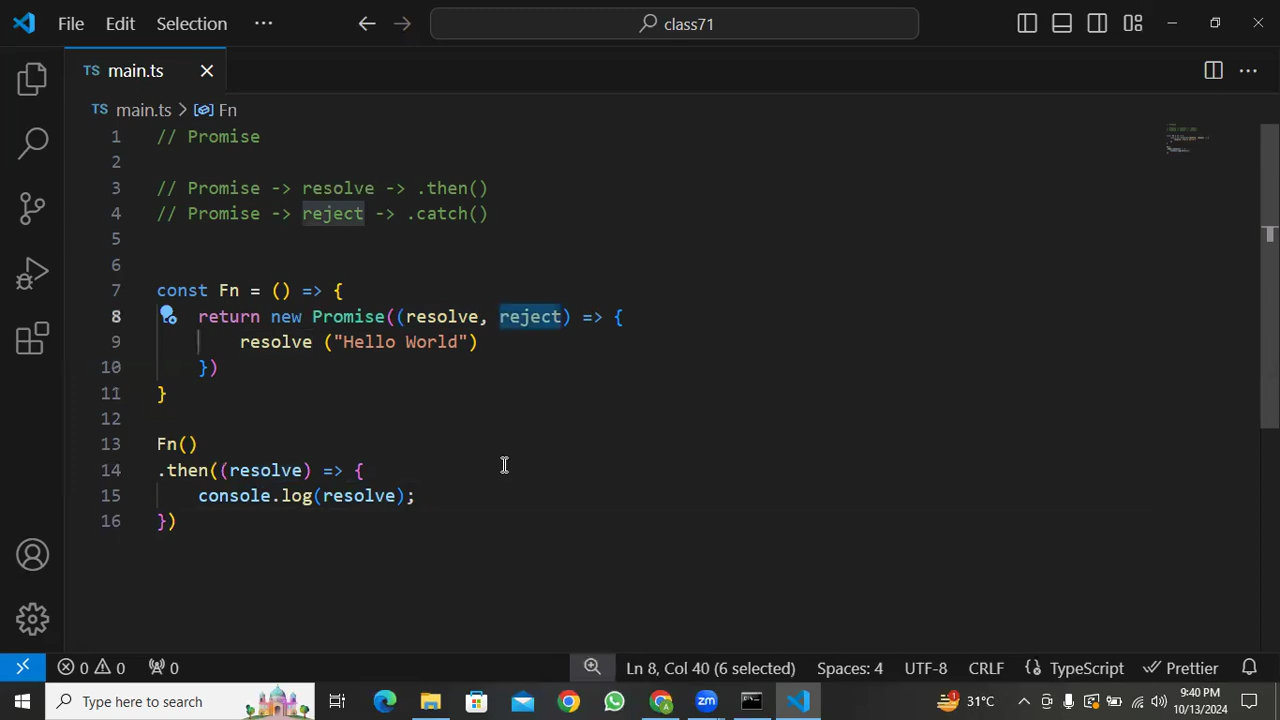 File Edit Selection ··· class71
TS main.ts
TS main.ts > Fn
1 // Promise
2
3 // Promise -> resolve -> .then()
4 // Promise -> reject -> .catch()
5
6
7 const Fn = () => {
8 return new Promise((resolve, reject) => {
9 resolve ("Hello World")
10 })
11 }
12
13 Fn()
14 .then((resolve) => {
15 console.log(resolve);
16 })
0 0 0 Ln 8, Col 40 (6 selected) Spaces: 4 UTF-8 CRLF TypeScript Prettier
Type here to search 1 31°C 9:40 PM
10/13/2024